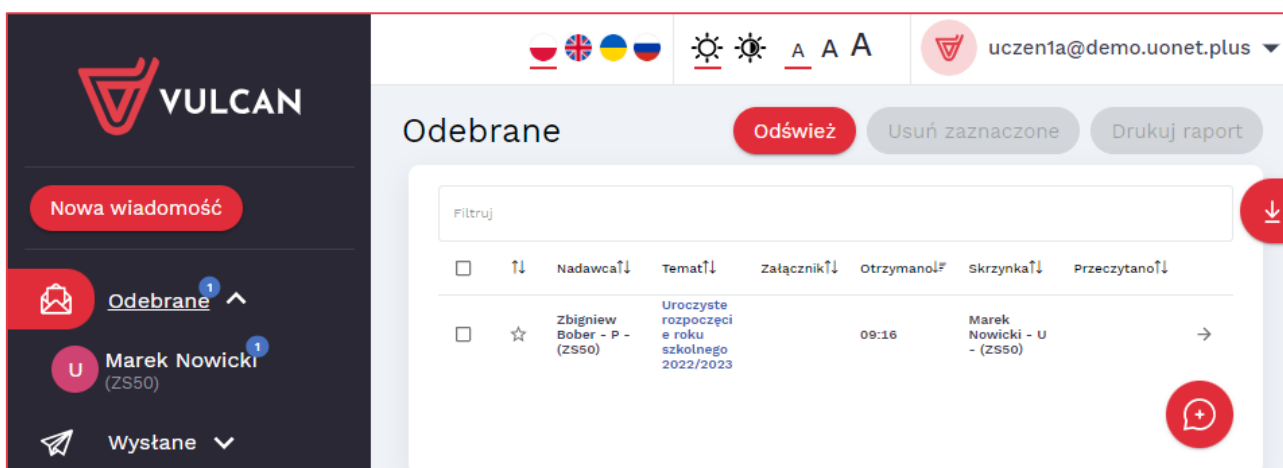 VULCAN
Nowa wiadomość
Odebrane 1
U Marek Nowicki 1
(ZS50)
Wysłane
A A A
uczen1a@demo.uonet.plus
Odebrane
Odśwież
Usuń zaznaczone
Drukuj raport
Filtruj
Nadawca Temat Załącznik Otrzymano Skrzynka Przeczytano
Zbigniew
Bober - P -
(ZS50)
Uroczyste
rozpoczęci
e roku
szkolnego
2022/2023
09:16
Marek
Nowicki - U
- (ZS50)